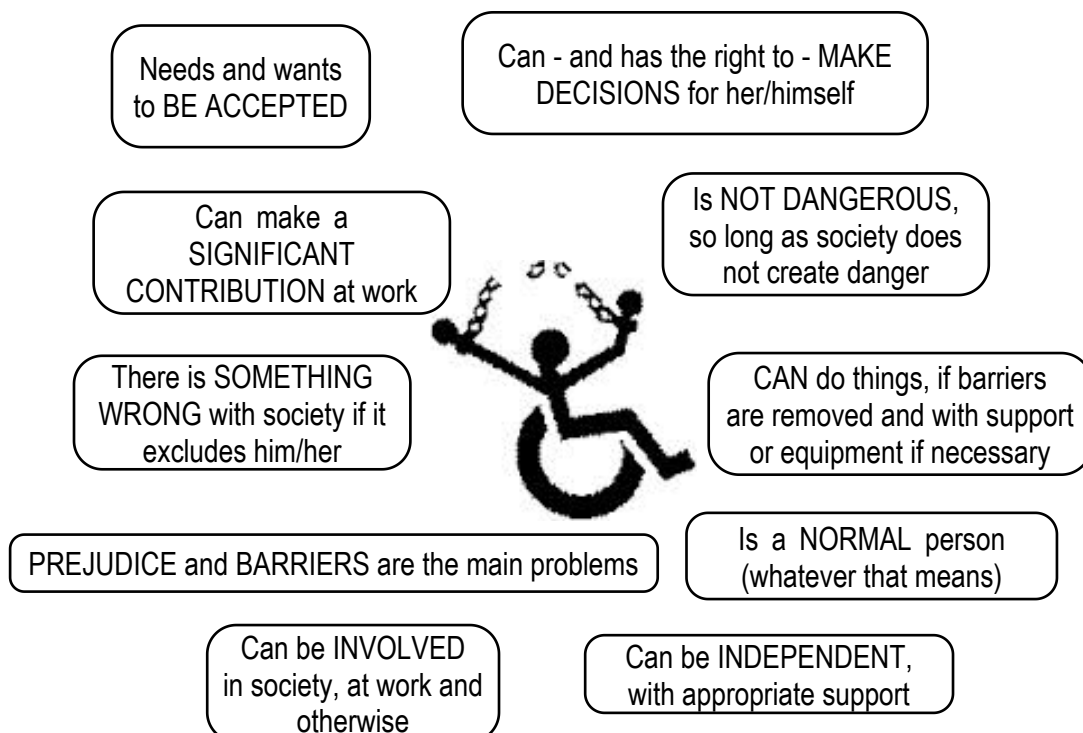 Needs and wants
to BE ACCEPTED
Can - and has the right to - MAKE
DECISIONS for her/himself
Can make a
SIGNIFICANT
CONTRIBUTION at work
Is NOT DANGEROUS,
so long as society does
not create danger
There is SOMETHING
WRONG with society if it
excludes him/her
CAN do things, if barriers
are removed and with support
or equipment if necessary
PREJUDICE and BARRIERS are the main problems
Is a NORMAL person
(whatever that means)
Can be INVOLVED
in society, at work and
otherwise
Can be INDEPENDENT,
with appropriate support